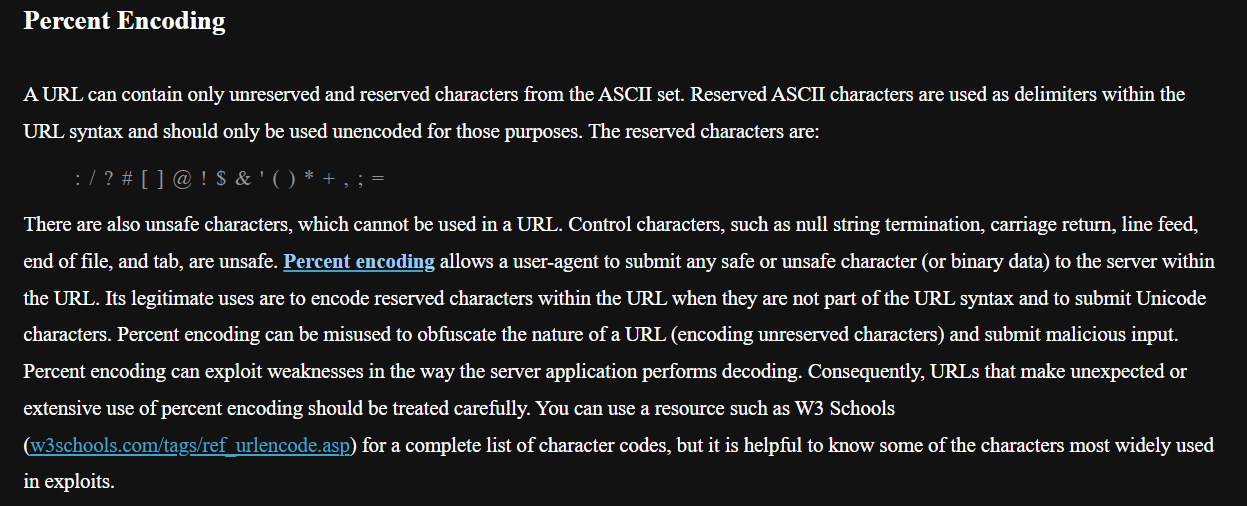 Percent Encoding
A URL can contain only unreserved and reserved characters from the ASCII set. Reserved ASCII characters are used as delimiters within the
URL syntax and should only be used unencoded for those purposes. The reserved characters are:
: / ? # [ ] @ ! $ & ' ( ) * + , ; =
There are also unsafe characters, which cannot be used in a URL. Control characters, such as null string termination, carriage return, line feed,
end of file, and tab, are unsafe. Percent encoding allows a user-agent to submit any safe or unsafe character (or binary data) to the server within
the URL. Its legitimate uses are to encode reserved characters within the URL when they are not part of the URL syntax and to submit Unicode
characters. Percent encoding can be misused to obfuscate the nature of a URL (encoding unreserved characters) and submit malicious input.
Percent encoding can exploit weaknesses in the way the server application performs decoding. Consequently, URLs that make unexpected or
extensive use of percent encoding should be treated carefully. You can use a resource such as W3 Schools
(w3schools.com/tags/ref_urlencode.asp) for a complete list of character codes, but it is helpful to know some of the characters most widely used
in exploits.